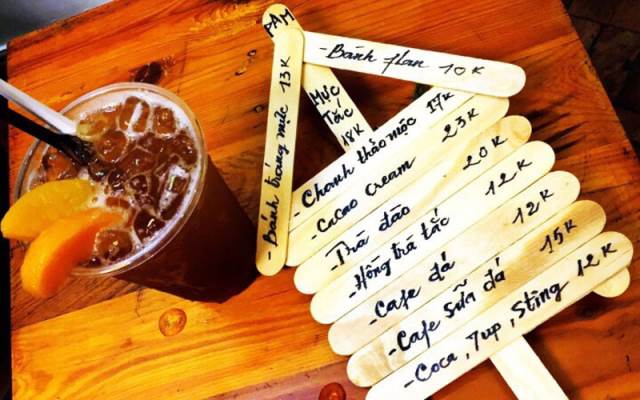 PAM
- Bánh flan 10K
- Bánh tráng mực 13K
Mực Tắc 18K
- Chanh thảo mộc 17K
- Cacao cream 23K
- Trà đào 20K
- Hồng trà tắc 12K
- Cafe đá 12K
- Cafe sữa đá 15K
- Coca, 7up, Sting 12K